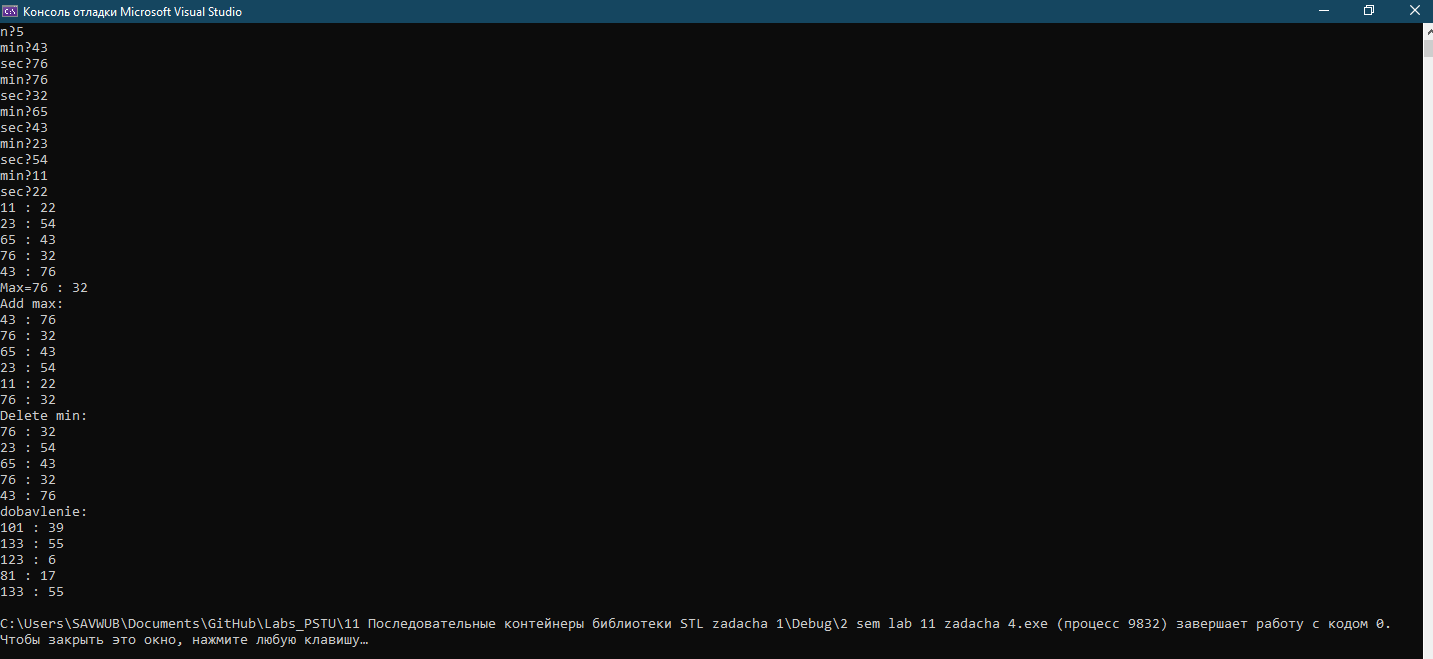 Консоль отладки Microsoft Visual Studio
n?5
min?43
sec?76
min?76
sec?32
min?65
sec?43
min?23
sec?54
min?11
sec?22
11 : 22
23 : 54
65 : 43
76 : 32
43 : 76
Max=76 : 32
Add max:
43 : 76
76 : 32
65 : 43
23 : 54
11 : 22
76 : 32
Delete min:
76 : 32
23 : 54
65 : 43
76 : 32
43 : 76
dobavlenie:
101 : 39
133 : 55
123 : 6
81 : 17
133 : 55
C:\Users\SAVWUB\Documents\GitHub\Labs_PSTU\11 Последовательные контейнеры библиотеки STL zadacha 1\Debug\2 sem lab 11 zadacha 4.exe (процесс 9832) завершает работу с кодом 0.
Чтобы закрыть это окно, нажмите любую клавишу…